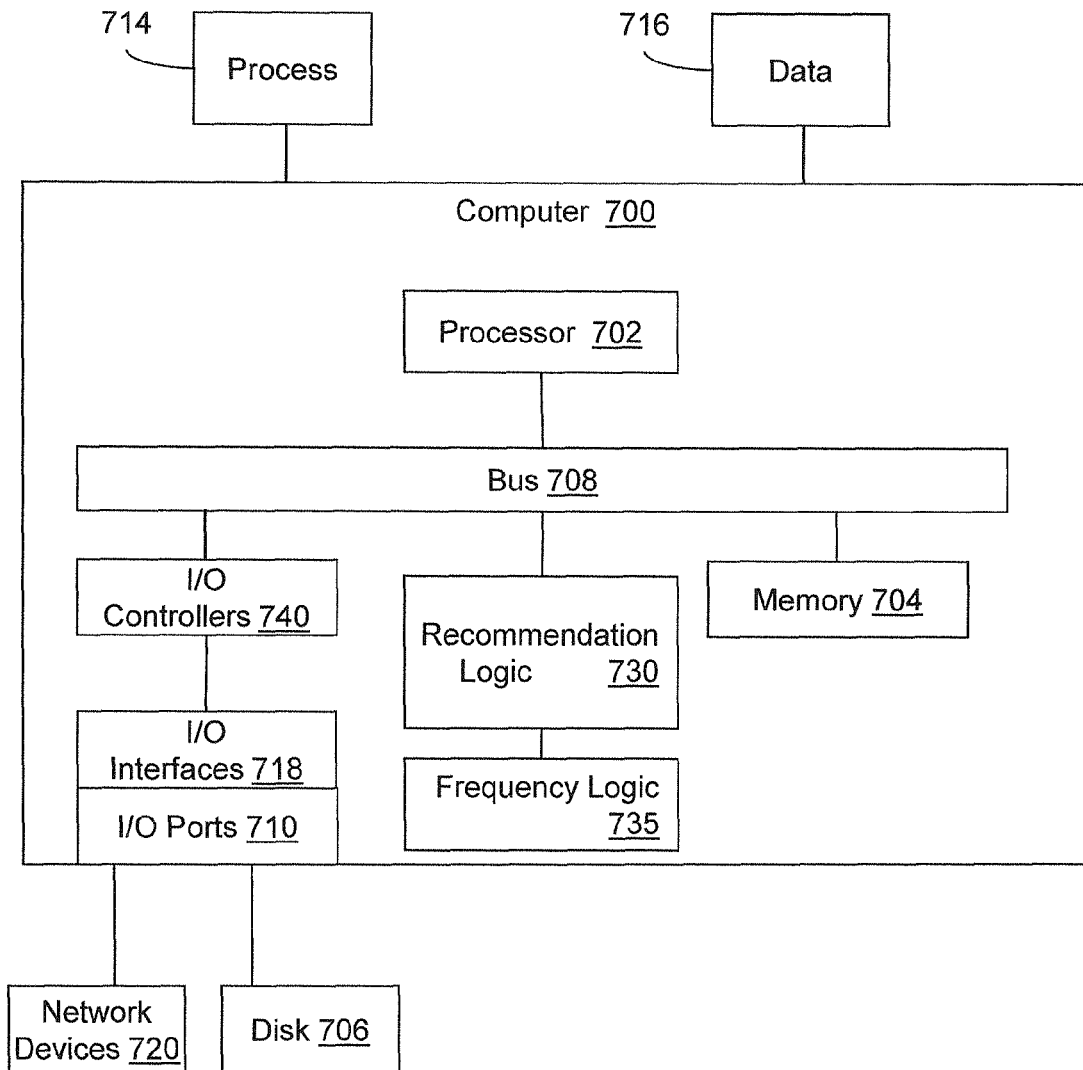 714
Process
716
Data
Computer 700
Processor 702
Bus 708
I/O
Controllers 740
Recommendation
Logic 730
Memory 704
I/O
Interfaces 718
I/O Ports 710
Frequency Logic
735
Network
Devices 720
Disk 706